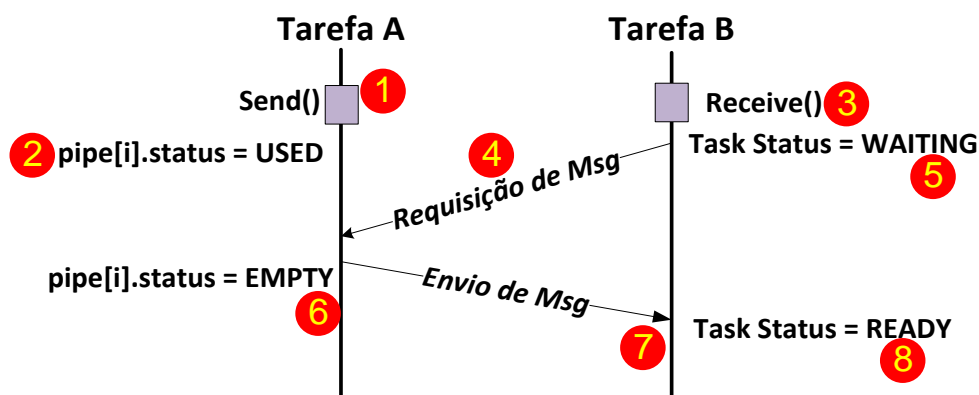 Tarefa A
Tarefa B
1
Send()
Receive() 3
2 pipe[i].status = USED
Task Status = WAITING
4
5
Requisição de Msg
pipe[i].status = EMPTY
Envio de Msg
6
7
Task Status = READY
8